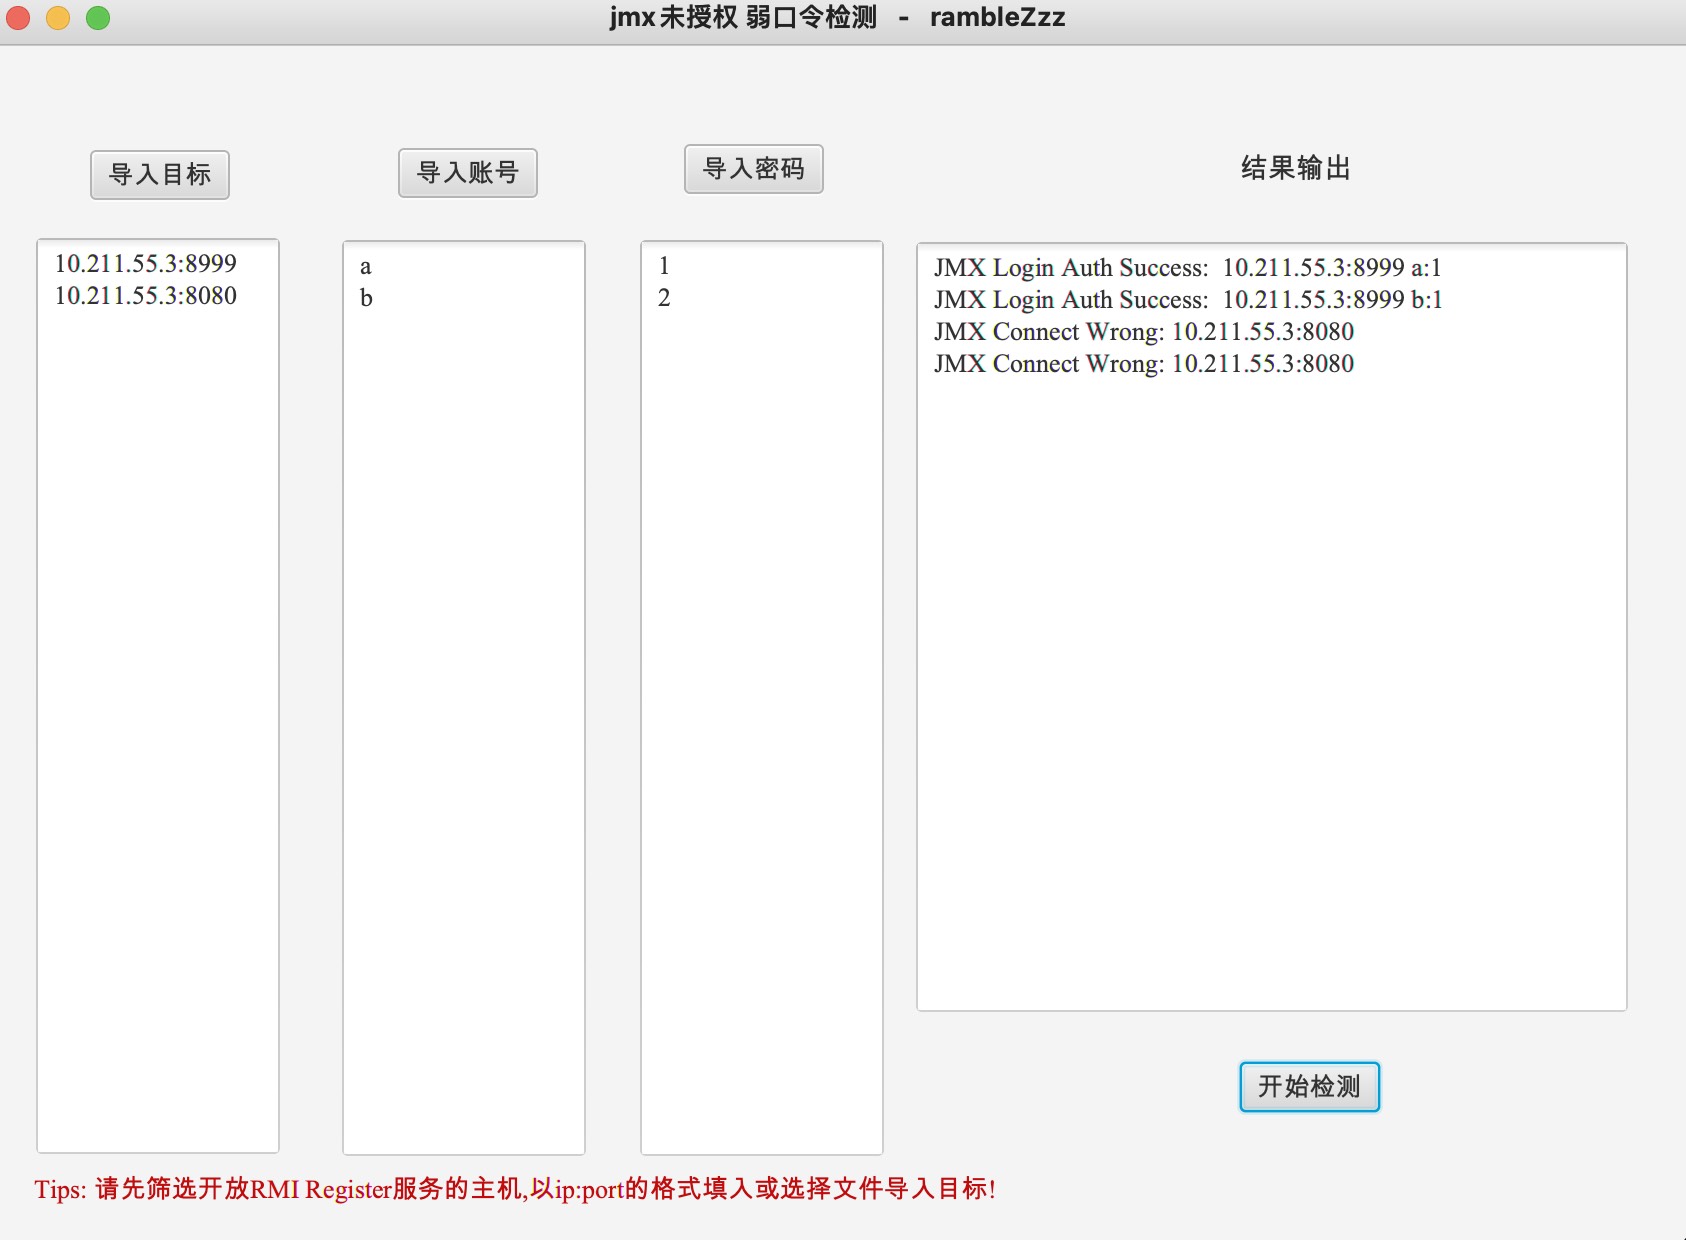 jmx未授权 弱口令检测 - rambleZzz
导入目标
导入账号
导入密码
结果输出
10.211.55.3:8999
10.211.55.3:8080
a
b
1
2
JMX Login Auth Success:  10.211.55.3:8999 a:1
JMX Login Auth Success:  10.211.55.3:8999 b:1
JMX Connect Wrong: 10.211.55.3:8080
JMX Connect Wrong: 10.211.55.3:8080
开始检测
Tips: 请先筛选开放RMI Register服务的主机,以ip:port的格式填入或选择文件导入目标!